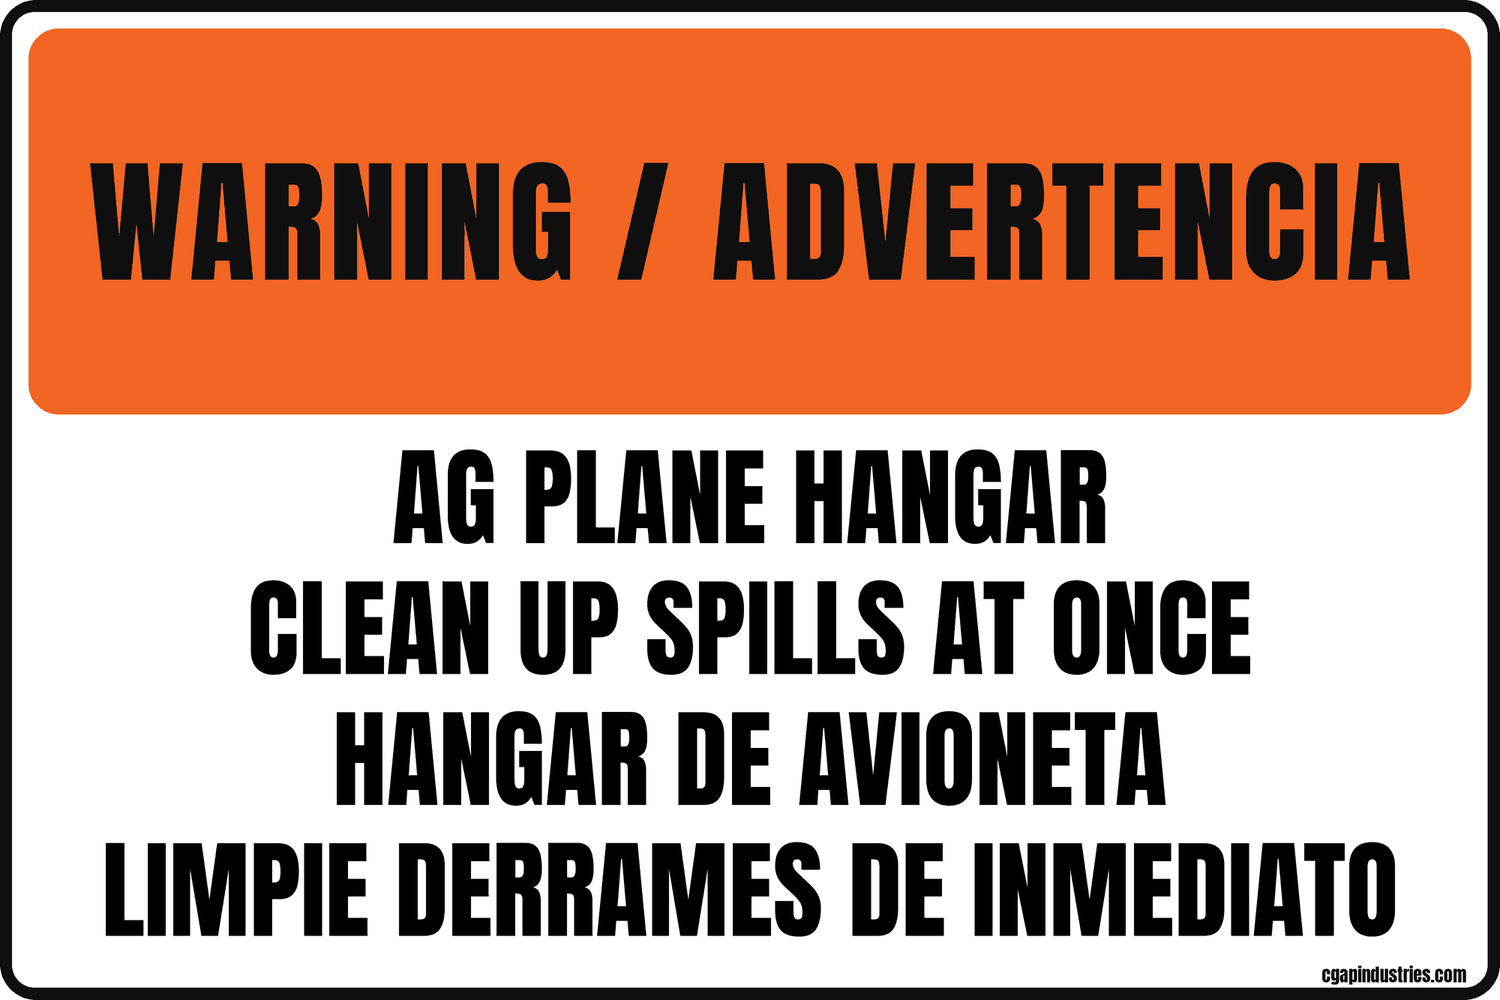 WARNING / ADVERTENCIA
AG PLANE HANGAR
CLEAN UP SPILLS AT ONCE
HANGAR DE AVIONETA
LIMPIE DERRAMES DE INMEDIATO
cgapindustries.com